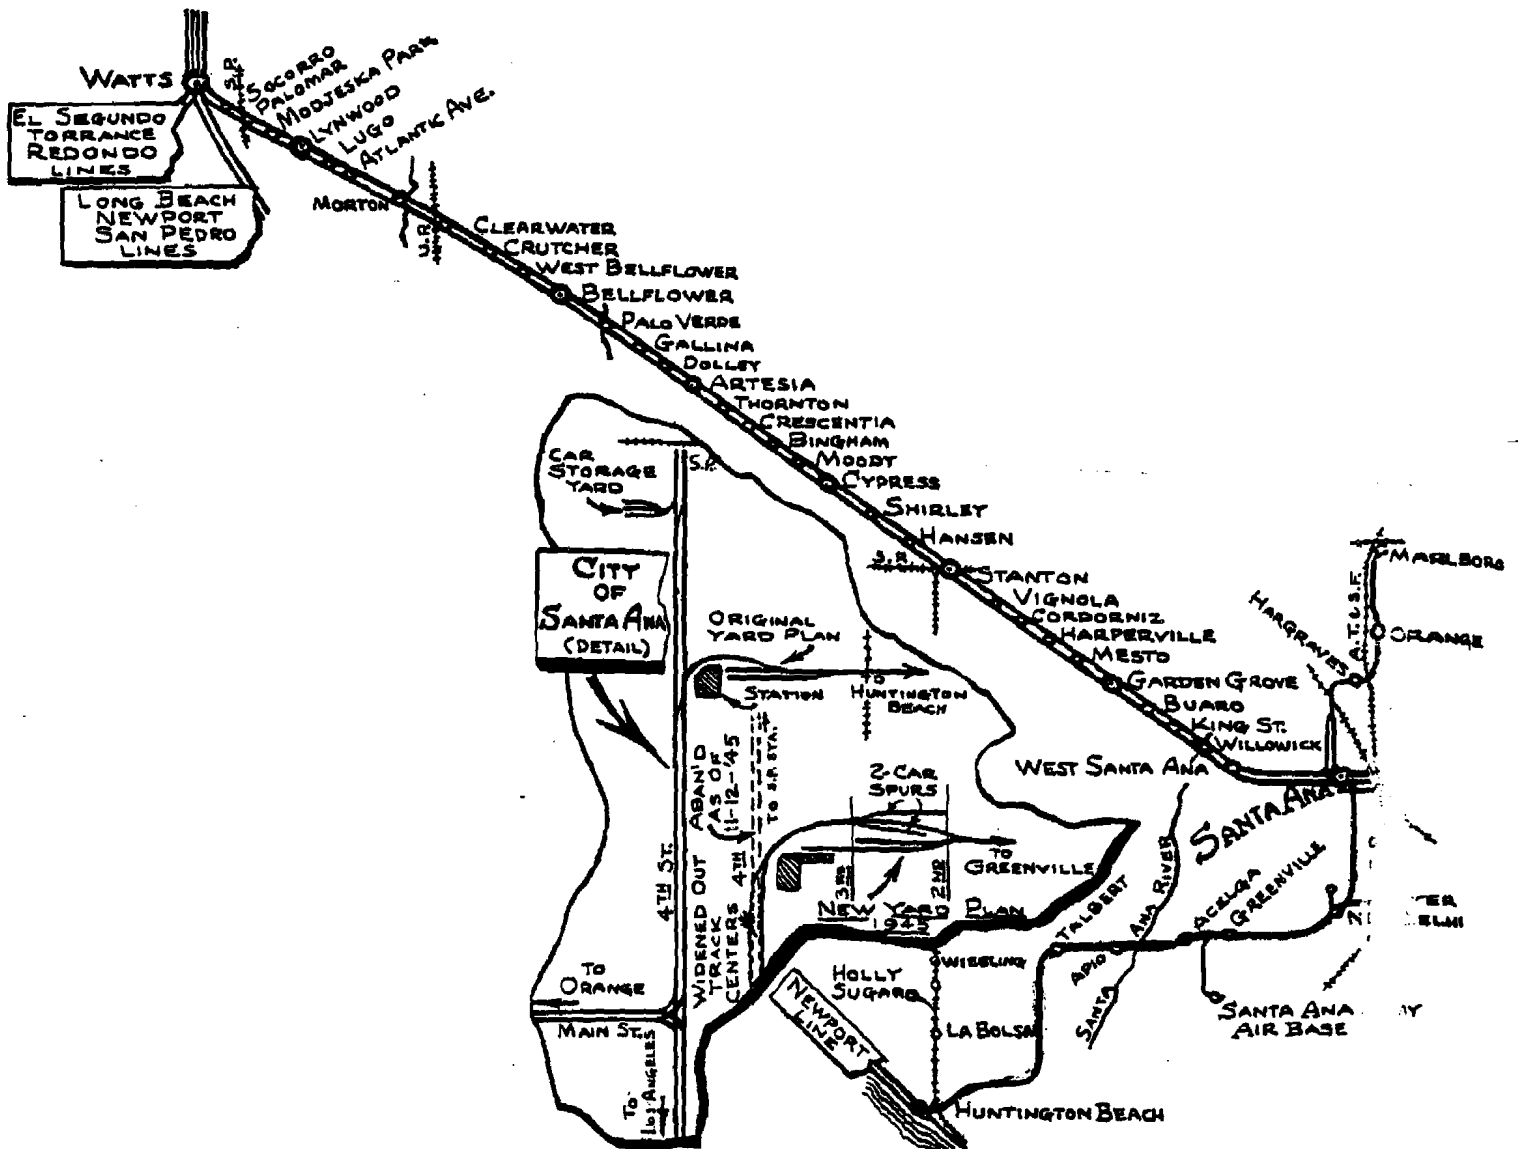 WATTS
S.P.
SOCORRO
PALOMAR
MODJESKA PARK
LYNWOOD
LUGO
ATLANTIC AVE.
EL SEGUNDO
TORRANCE
REDONDO
LINES
LONG BEACH
NEWPORT
SAN PEDRO
LINES
MORTON
U.P.
CLEARWATER
CRUTCHER
WEST BELLFLOWER
BELLFLOWER
PALO VERDE
GALLINA
DOLLEY
ARTESIA
THORNTON
CRESCENTIA
BINGHAM
MOODY
CYPRESS
SHIRLEY
HANSEN
S.P.
STANTON
VIGNOLA
CORDORNIZ
HARPERVILLE
MESTO
GARDEN GROVE
BUARO
KING ST.
WILLOWICK
WEST SANTA ANA
SANTA ANA
HARGRAVES
A.T. & S.F.
MARLBORO
ORANGE
CAR
STORAGE
YARD
S.P.
CITY
OF
SANTA ANA
(DETAIL)
ORIGINAL
YARD PLAN
STATION
TO
HUNTINGTON
BEACH
4TH ST.
WIDENED OUT
TRACK
CENTERS
ABAN'D
AS OF
11-12-'45
4TH
TO S.P. STA.
2-CAR
SPURS
TO
GREENVILLE
3RD
2ND
NEW YARD PLAN
1945
TO
ORANGE
MAIN ST.
TO
LOS ANGELES
NEWPORT
LINE
WIEBLING
HOLLY
SUGAR
LA BOLSA
HUNTINGTON BEACH
TALBERT
APIO
SANTA ANA RIVER
ACELGA
GREENVILLE
SANTA ANA
AIR BASE